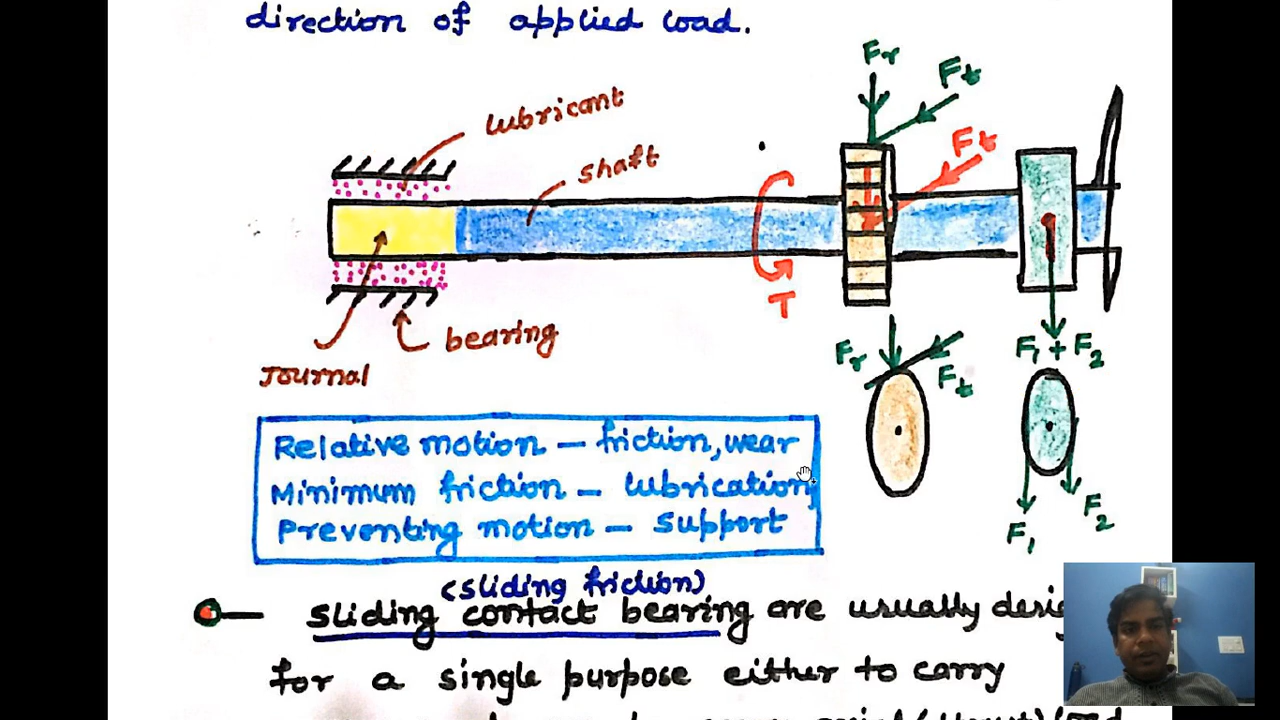 direction of applied load.
Fr
Ft
lubricant
Ft
shaft
T
bearing
Journal
F1 + F2
Fr
Ft
Relative motion — friction, wear
Minimum friction — lubrication,
Preventing motion — support
F2
F1
(sliding friction)
sliding contact bearing are usually desig
for a single purpose either to carry